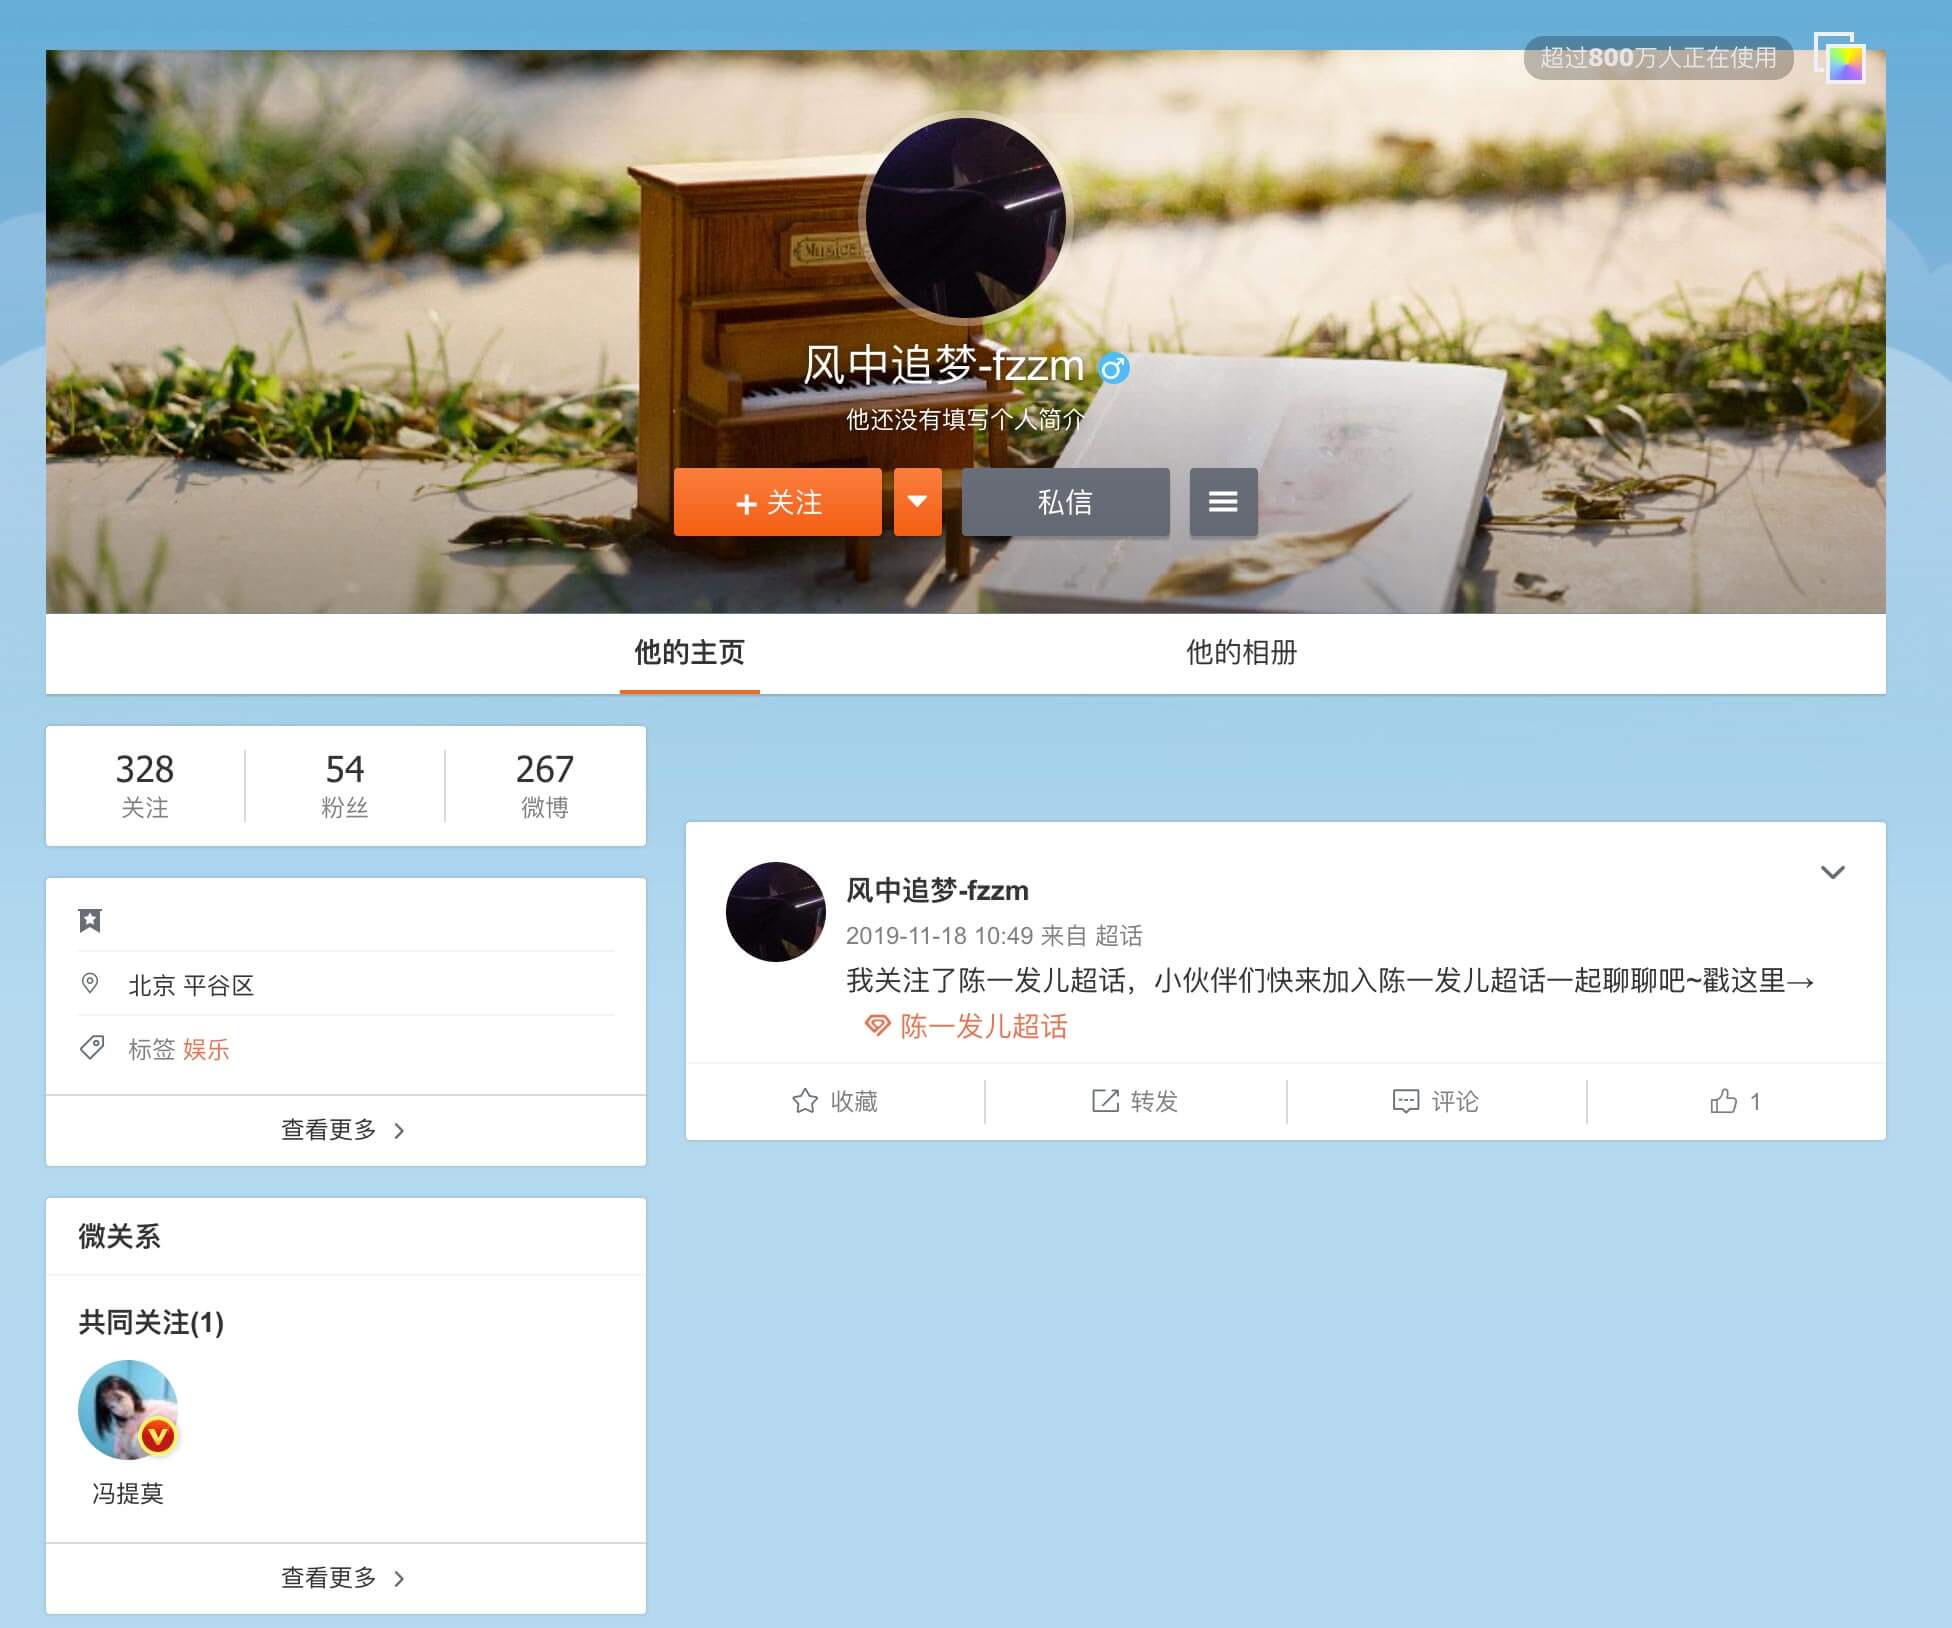 超过800万人正在使用
Musical
风中追梦-fzzm
他还没有填写个人简介
+ 关注
私信
他的主页
他的相册
328
关注
54
粉丝
267
微博
北京 平谷区
标签 娱乐
查看更多 >
微关系
共同关注(1)
V
冯提莫
查看更多 >
风中追梦-fzzm
2019-11-18 10:49 来自 超话
我关注了陈一发儿超话，小伙伴们快来加入陈一发儿超话一起聊聊吧~戳这里→
陈一发儿超话
收藏
转发
评论
1